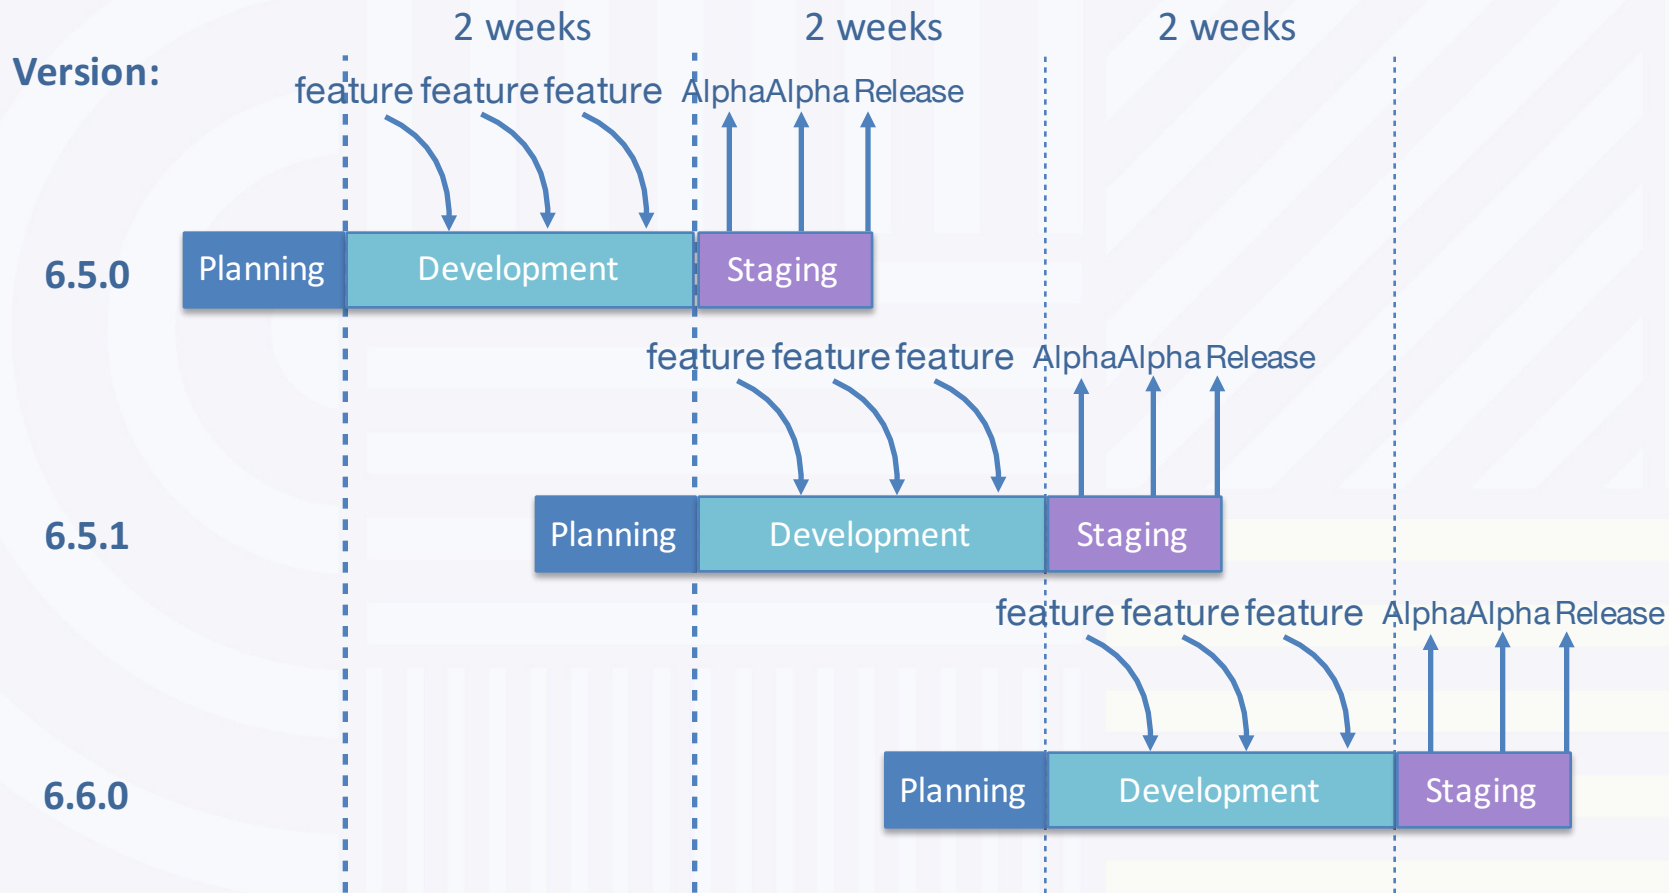 2 weeks 2 weeks 2 weeks
Version:
feature feature feature Alpha Alpha Release
6.5.0 Planning Development Staging
feature feature feature Alpha Alpha Release
6.5.1 Planning Development Staging
feature feature feature Alpha Alpha Release
6.6.0 Planning Development Staging